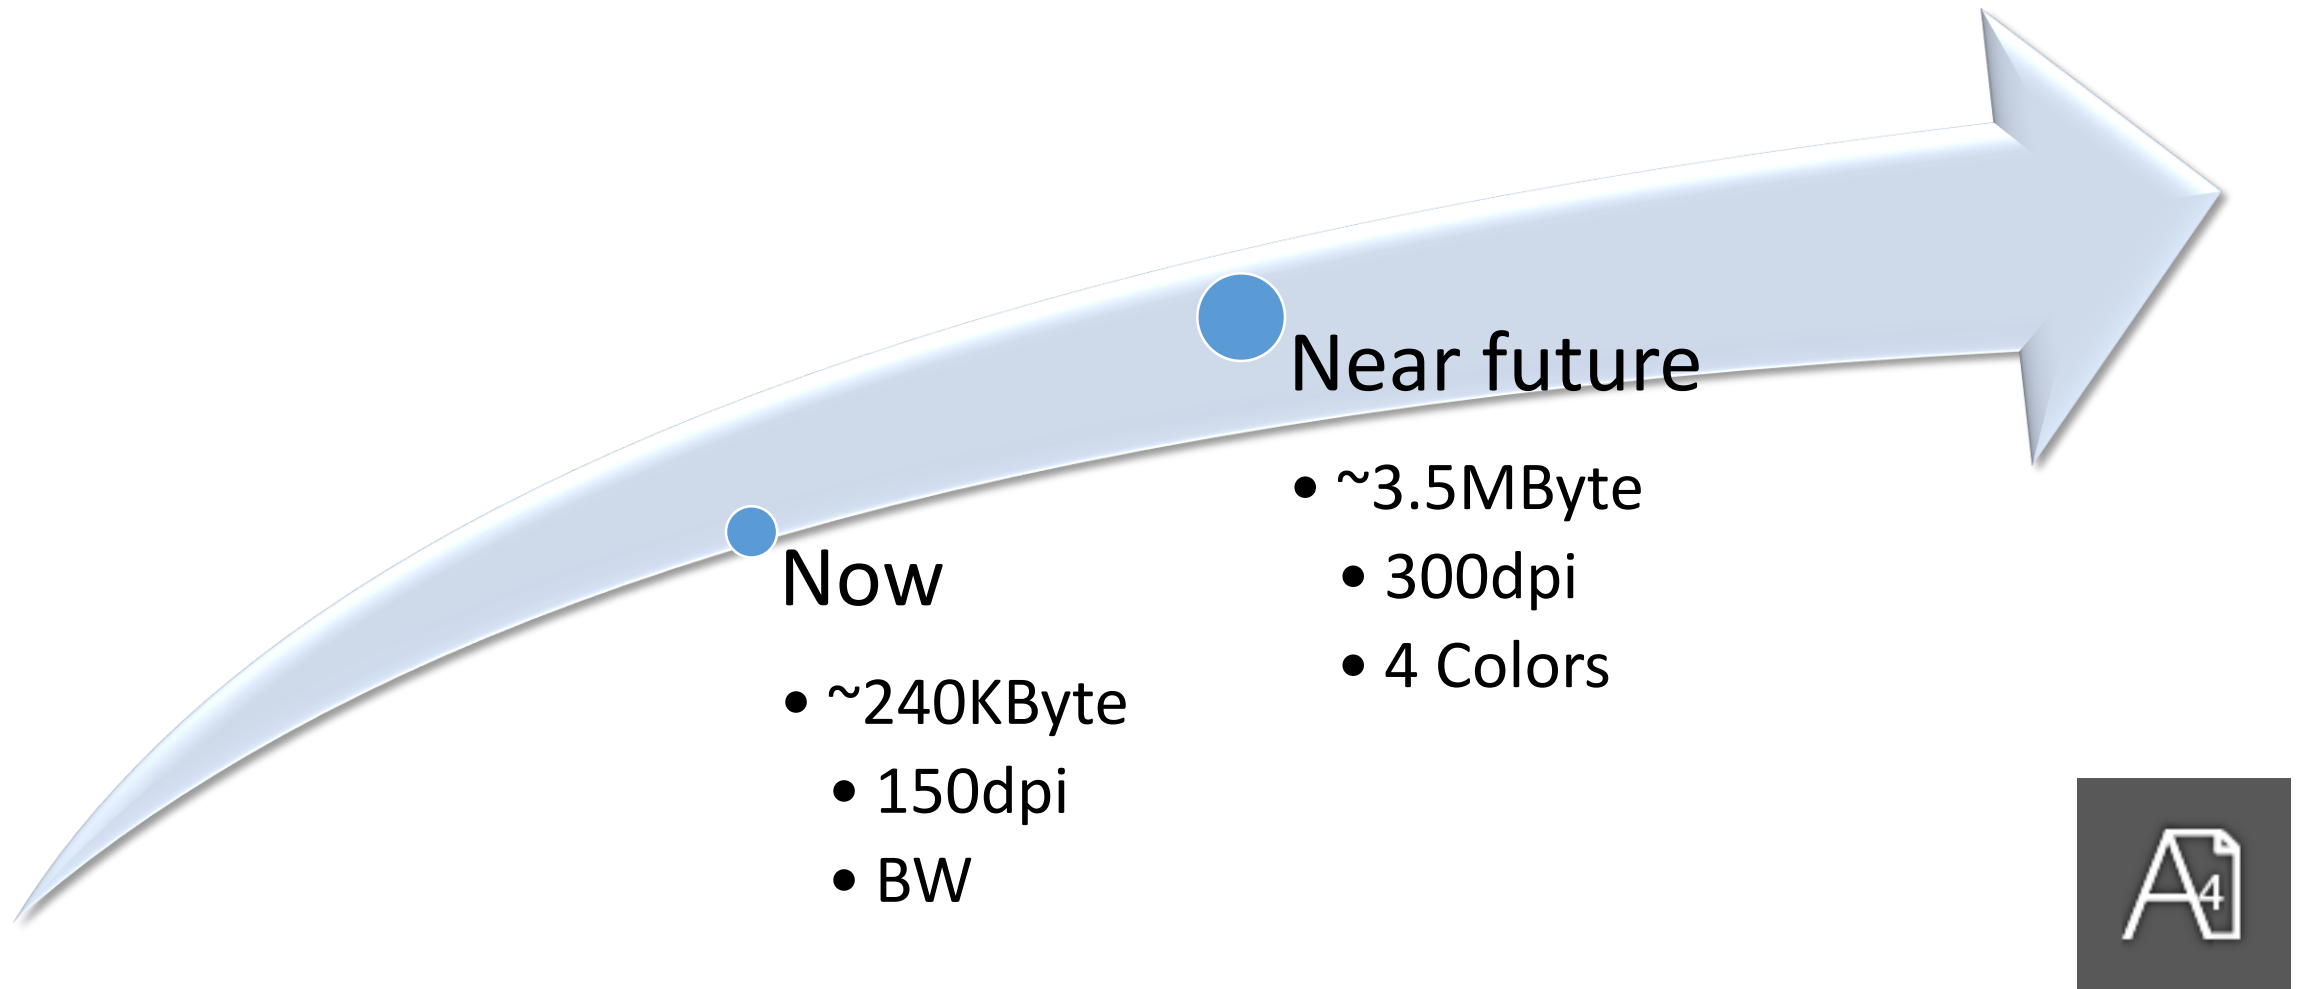 Now
• ~240KByte
• 150dpi
• BW
Near future
• ~3.5MByte
• 300dpi
• 4 Colors
A4